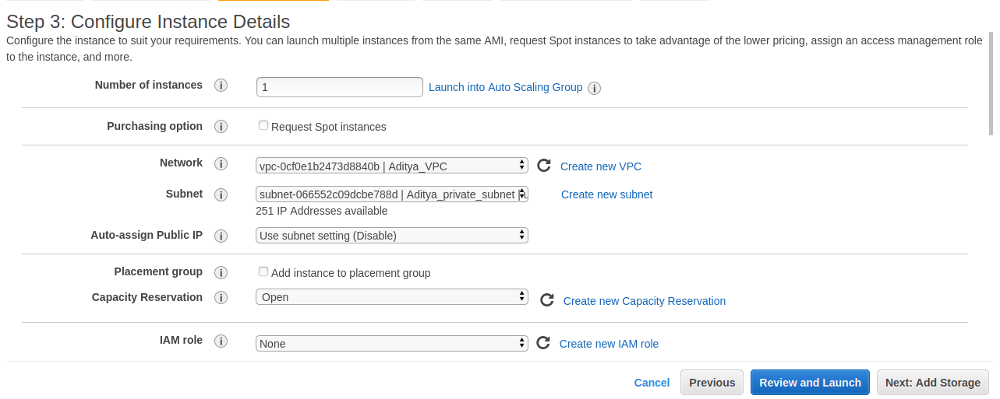 Step 3: Configure Instance Details
Configure the instance to suit your requirements. You can launch multiple instances from the same AMI, request Spot instances to take advantage of the lower pricing, assign an access management role
to the instance, and more.
Number of instances i 1 Launch into Auto Scaling Group i
Purchasing option i Request Spot instances
Network i vpc-0cf0e1b2473d8840b | Aditya_VPC Create new VPC
Subnet i subnet-066552c09dcbe788d | Aditya_private_subnet | Create new subnet
251 IP Addresses available
Auto-assign Public IP i Use subnet setting (Disable)
Placement group i Add instance to placement group
Capacity Reservation i Open Create new Capacity Reservation
IAM role i None Create new IAM role
Cancel Previous Review and Launch Next: Add Storage